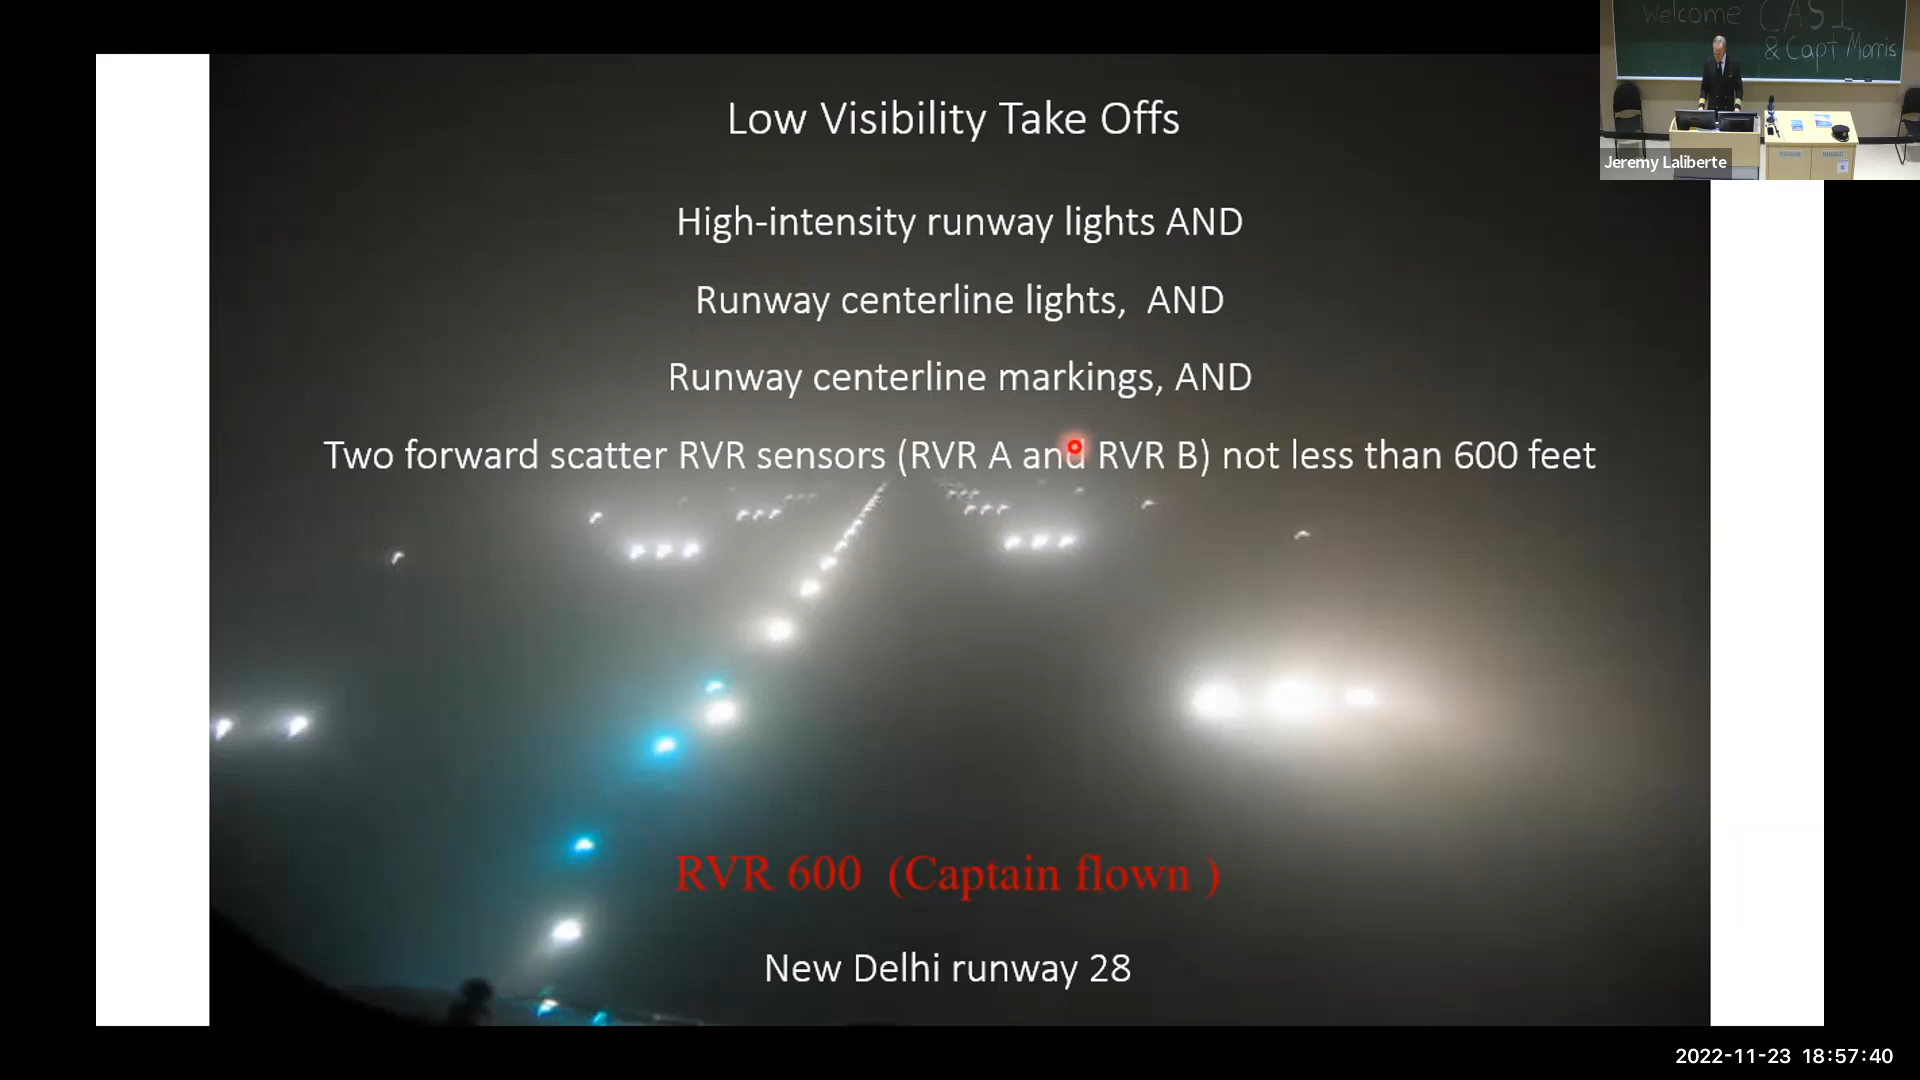 Welcome CASI
& Capt Morris
Jeremy Laliberte
Low Visibility Take Offs
High-intensity runway lights AND
Runway centerline lights, AND
Runway centerline markings, AND
Two forward scatter RVR sensors (RVR A and RVR B) not less than 600 feet
RVR 600 (Captain flown )
New Delhi runway 28
2022-11-23 18:57:40